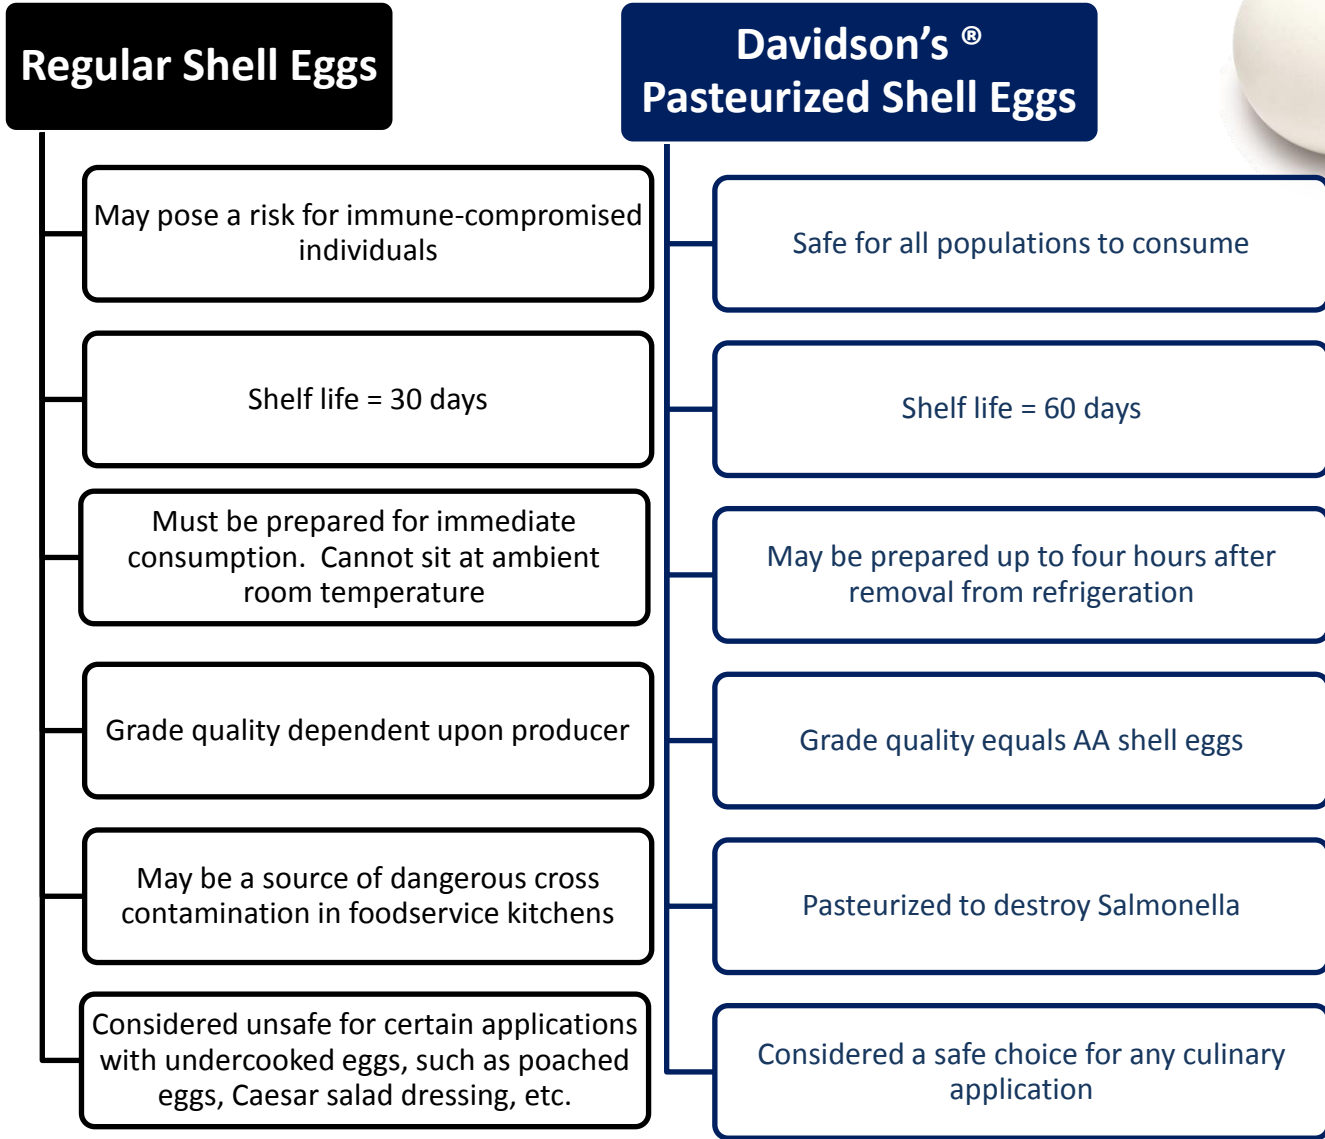 Regular Shell Eggs
May pose a risk for immune-compromised
individuals
Shelf life = 30 days
Must be prepared for immediate
consumption.  Cannot sit at ambient
room temperature
Grade quality dependent upon producer
May be a source of dangerous cross
contamination in foodservice kitchens
Considered unsafe for certain applications
with undercooked eggs, such as poached
eggs, Caesar salad dressing, etc.
Davidson’s ®
Pasteurized Shell Eggs
Safe for all populations to consume
Shelf life = 60 days
May be prepared up to four hours after
removal from refrigeration
Grade quality equals AA shell eggs
Pasteurized to destroy Salmonella
Considered a safe choice for any culinary
application